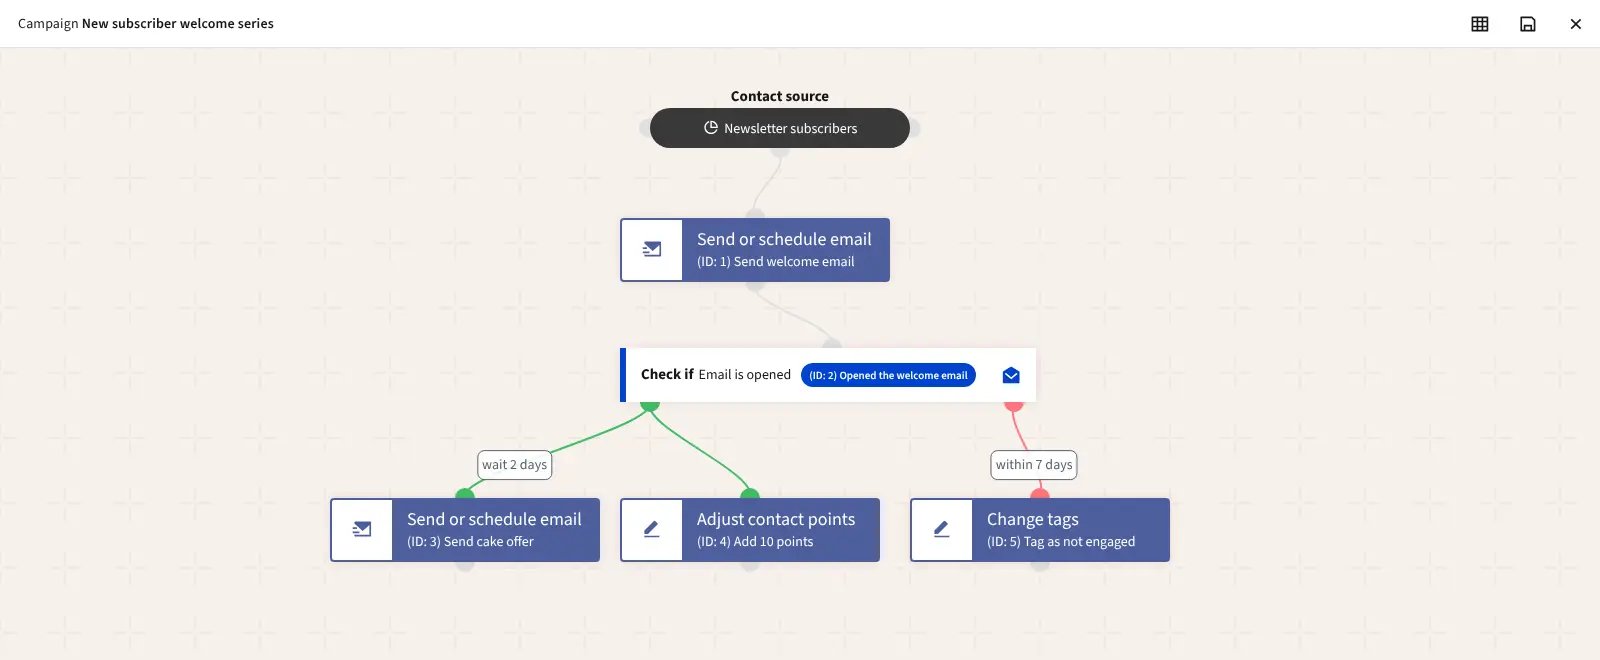 Campaign New subscriber welcome series
Contact source
Newsletter subscribers
Send or schedule email
(ID: 1) Send welcome email
Check if Email is opened (ID: 2) Opened the welcome email
wait 2 days
within 7 days
Send or schedule email
(ID: 3) Send cake offer
Adjust contact points
(ID: 4) Add 10 points
Change tags
(ID: 5) Tag as not engaged